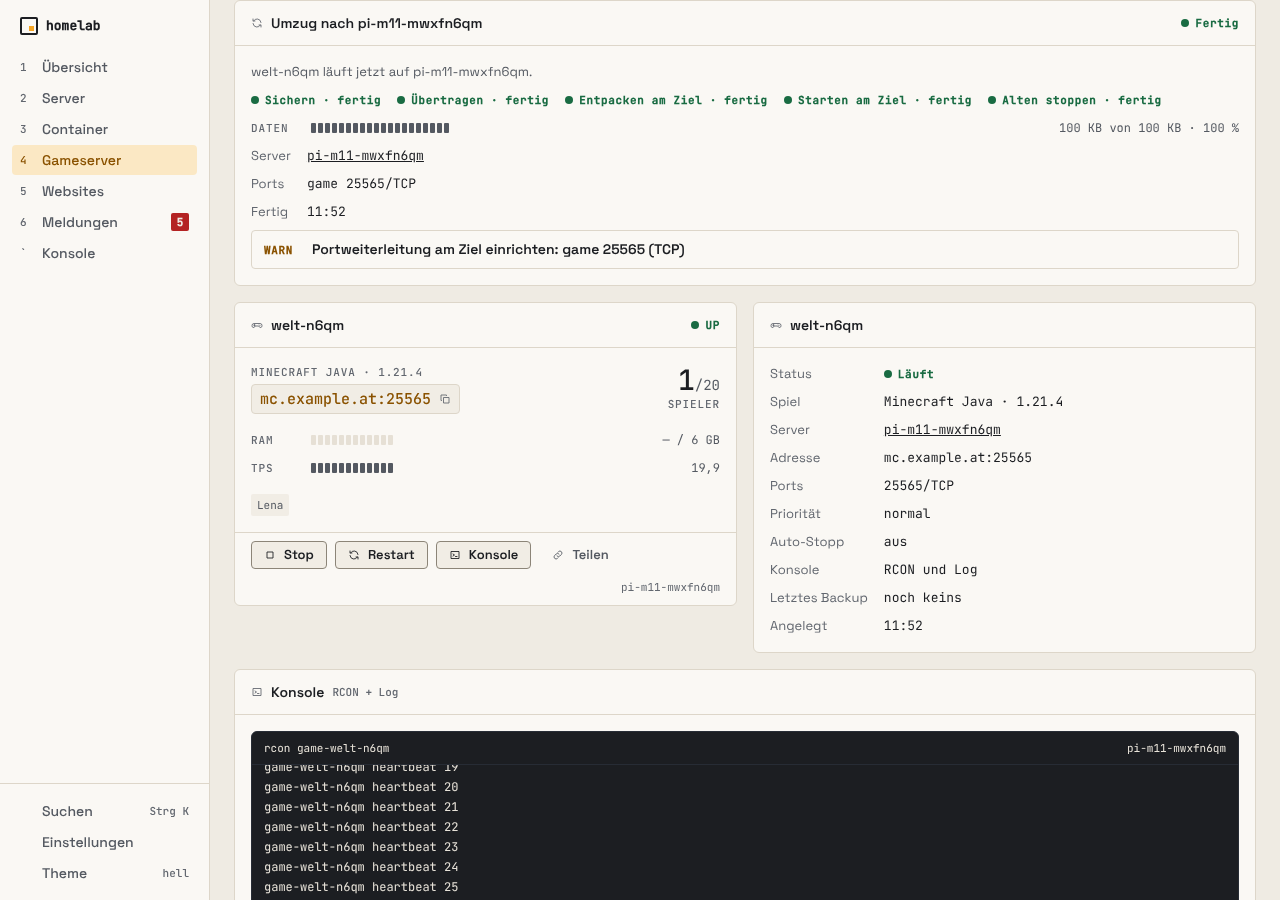 homelab
1 Übersicht
2 Server
3 Container
4 Gameserver
5 Websites
6 Meldungen 5
` Konsole
Suchen Strg K
Einstellungen
Theme hell
Umzug nach pi-m11-mwxfn6qm Fertig
welt-n6qm läuft jetzt auf pi-m11-mwxfn6qm.
Sichern · fertig Übertragen · fertig Entpacken am Ziel · fertig Starten am Ziel · fertig Alten stoppen · fertig
DATEN 100 KB von 100 KB · 100 %
Server pi-m11-mwxfn6qm
Ports game 25565/TCP
Fertig 11:52
WARN Portweiterleitung am Ziel einrichten: game 25565 (TCP)
welt-n6qm UP
MINECRAFT JAVA · 1.21.4
mc.example.at:25565
1/20
SPIELER
RAM — / 6 GB
TPS 19,9
Lena
Stop Restart Konsole Teilen
pi-m11-mwxfn6qm
welt-n6qm
Status Läuft
Spiel Minecraft Java · 1.21.4
Server pi-m11-mwxfn6qm
Adresse mc.example.at:25565
Ports 25565/TCP
Priorität normal
Auto-Stopp aus
Konsole RCON und Log
Letztes Backup noch keins
Angelegt 11:52
Konsole RCON + Log
rcon game-welt-n6qm pi-m11-mwxfn6qm
game-welt-n6qm heartbeat 19
game-welt-n6qm heartbeat 20
game-welt-n6qm heartbeat 21
game-welt-n6qm heartbeat 22
game-welt-n6qm heartbeat 23
game-welt-n6qm heartbeat 24
game-welt-n6qm heartbeat 25